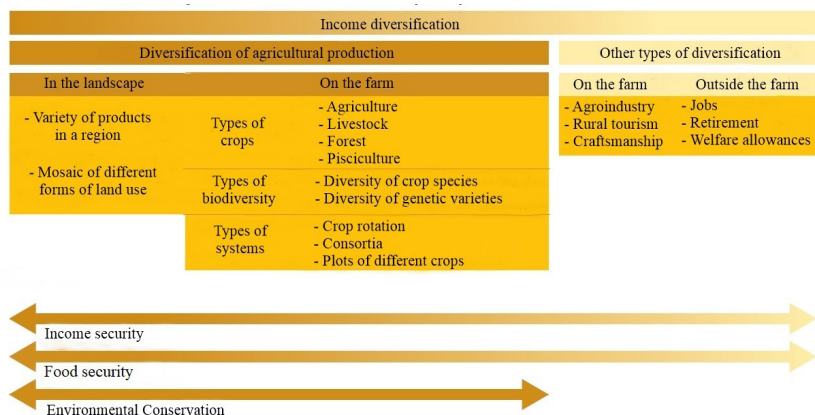 Income diversification
Diversification of agricultural production
Other types of diversification
In the landscape
On the farm
On the farm
Outside the farm
- Variety of products
in a region
- Mosaic of different
forms of land use
Types of
crops
- Agriculture
- Livestock
- Forest
- Pisciculture
Types of
biodiversity
- Diversity of crop species
- Diversity of genetic varieties
Types of
systems
- Crop rotation
- Consortia
- Plots of different crops
- Agroindustry
- Rural tourism
- Craftsmanship
- Jobs
- Retirement
- Welfare allowances
Income security
Food security
Environmental Conservation